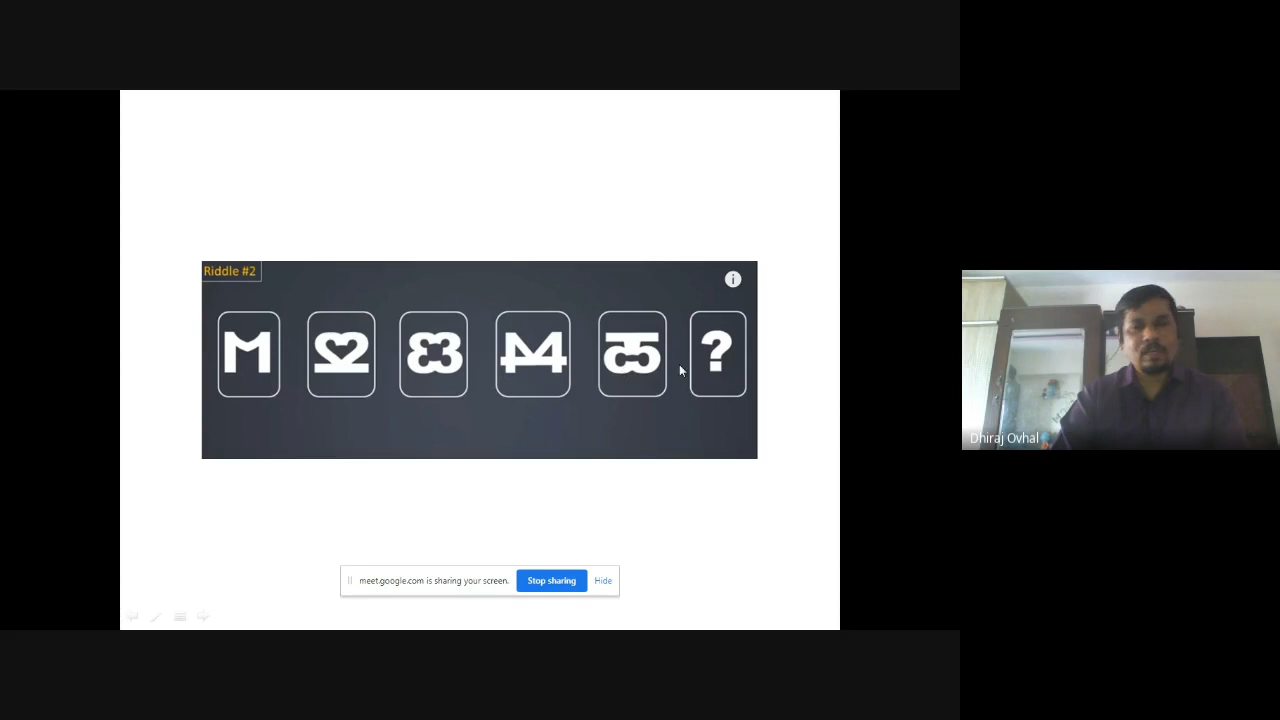 Riddle #2
i
M ?
meet.google.com is sharing your screen. Stop sharing Hide
Dhiraj Ovhal